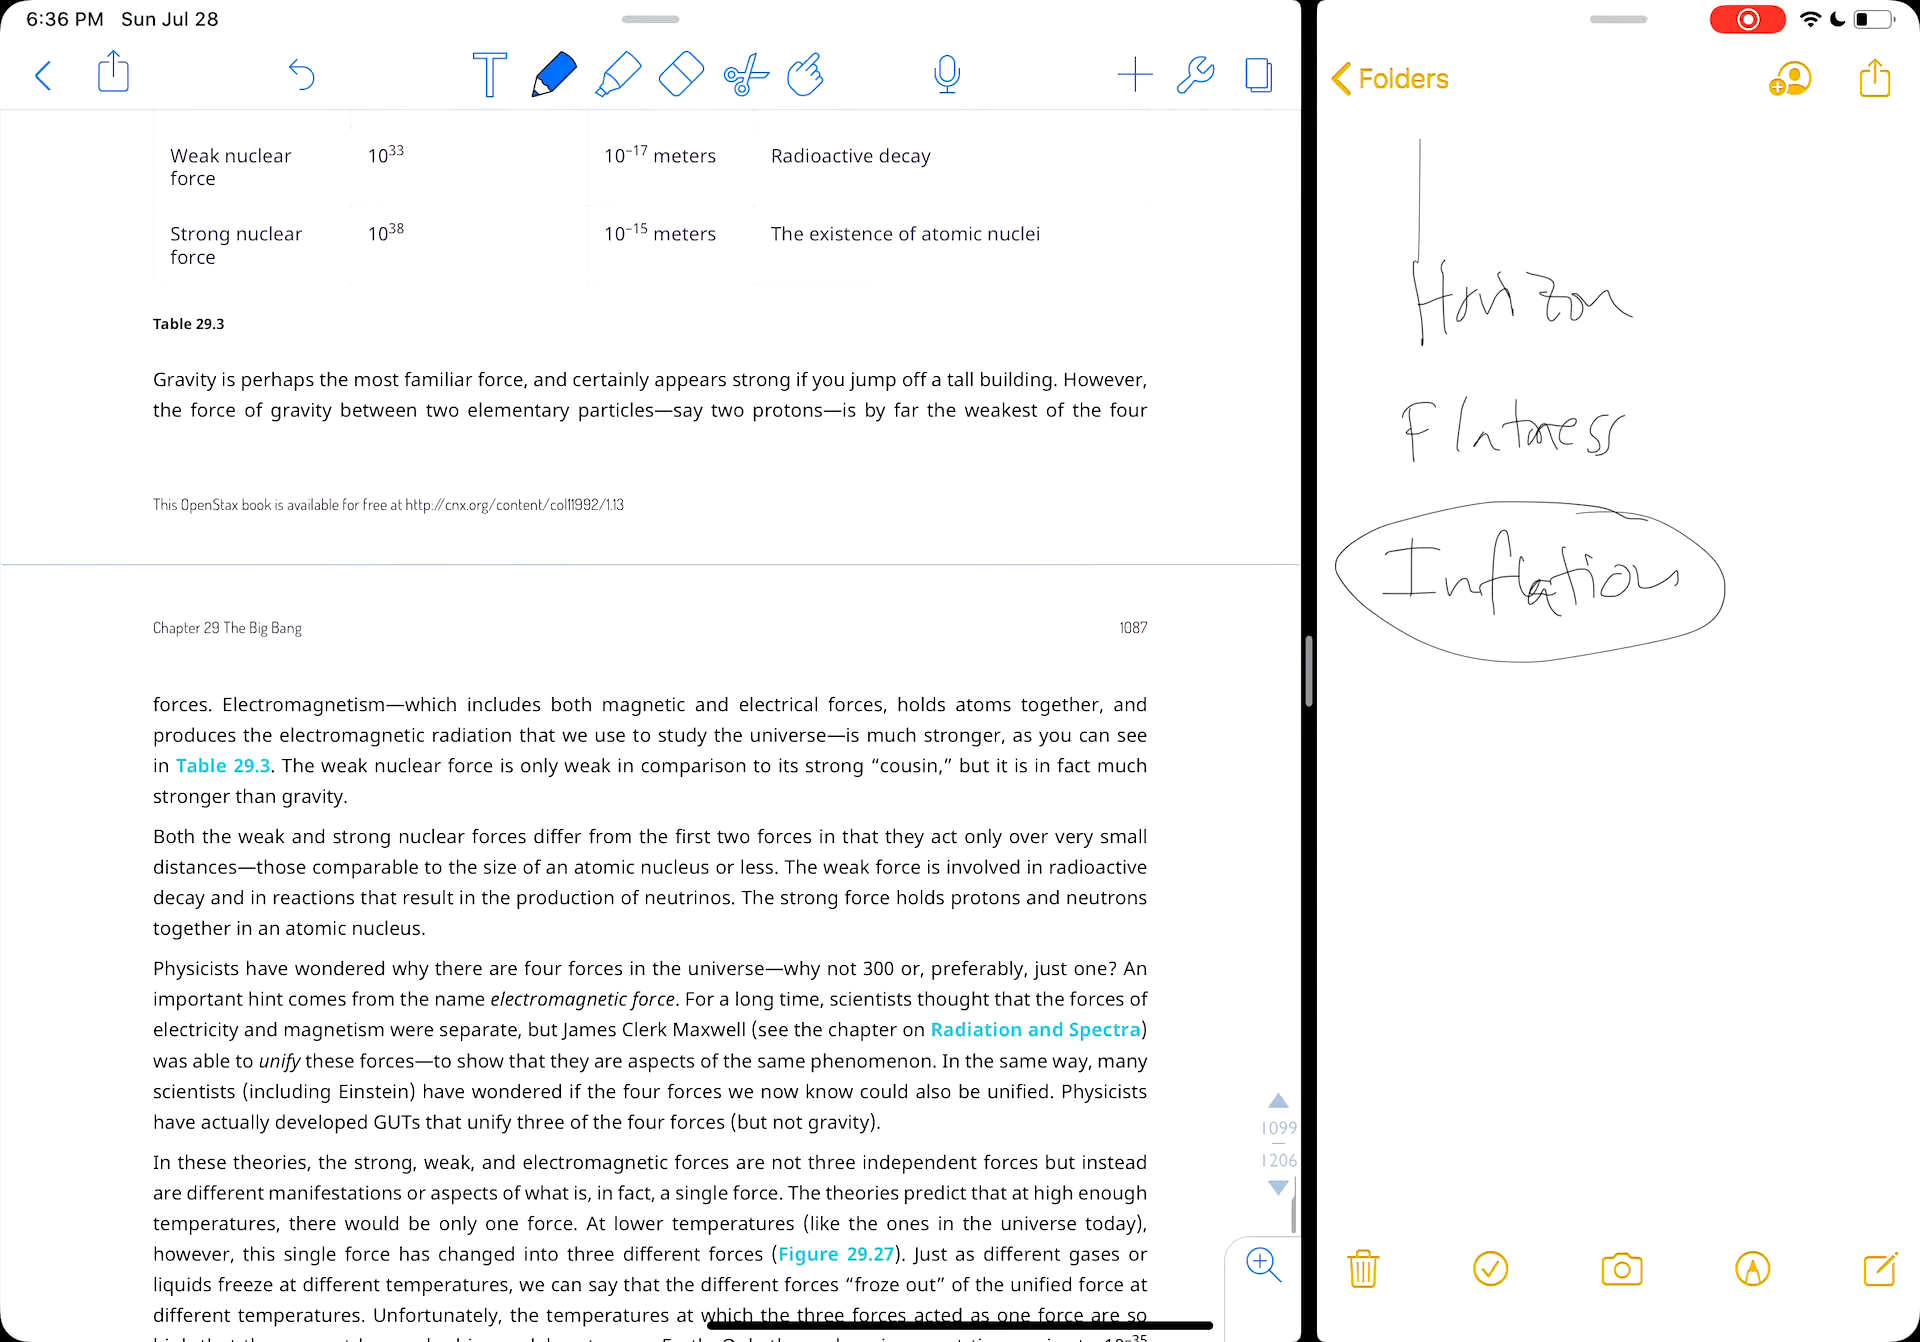 6:36 PM Sun Jul 28
Weak nuclear 10³³ 10⁻¹⁷ meters Radioactive decay
force
Strong nuclear 10³⁸ 10⁻¹⁵ meters The existence of atomic nuclei
force
Table 29.3
Gravity is perhaps the most familiar force, and certainly appears strong if you jump off a tall building. However,
the force of gravity between two elementary particles—say two protons—is by far the weakest of the four
This OpenStax book is available for free at http://cnx.org/content/col11992/1.13
Chapter 29 The Big Bang 1087
forces. Electromagnetism—which includes both magnetic and electrical forces, holds atoms together, and
produces the electromagnetic radiation that we use to study the universe—is much stronger, as you can see
in Table 29.3. The weak nuclear force is only weak in comparison to its strong “cousin,” but it is in fact much
stronger than gravity.
Both the weak and strong nuclear forces differ from the first two forces in that they act only over very small
distances—those comparable to the size of an atomic nucleus or less. The weak force is involved in radioactive
decay and in reactions that result in the production of neutrinos. The strong force holds protons and neutrons
together in an atomic nucleus.
Physicists have wondered why there are four forces in the universe—why not 300 or, preferably, just one? An
important hint comes from the name electromagnetic force. For a long time, scientists thought that the forces of
electricity and magnetism were separate, but James Clerk Maxwell (see the chapter on Radiation and Spectra)
was able to unify these forces—to show that they are aspects of the same phenomenon. In the same way, many
scientists (including Einstein) have wondered if the four forces we now know could also be unified. Physicists
have actually developed GUTs that unify three of the four forces (but not gravity).
In these theories, the strong, weak, and electromagnetic forces are not three independent forces but instead
are different manifestations or aspects of what is, in fact, a single force. The theories predict that at high enough
temperatures, there would be only one force. At lower temperatures (like the ones in the universe today),
however, this single force has changed into three different forces (Figure 29.27). Just as different gases or
liquids freeze at different temperatures, we can say that the different forces “froze out” of the unified force at
different temperatures. Unfortunately, the temperatures at which the three forces acted as one force are so
1099
1206
Folders
Horizon
Flatness
Inflation